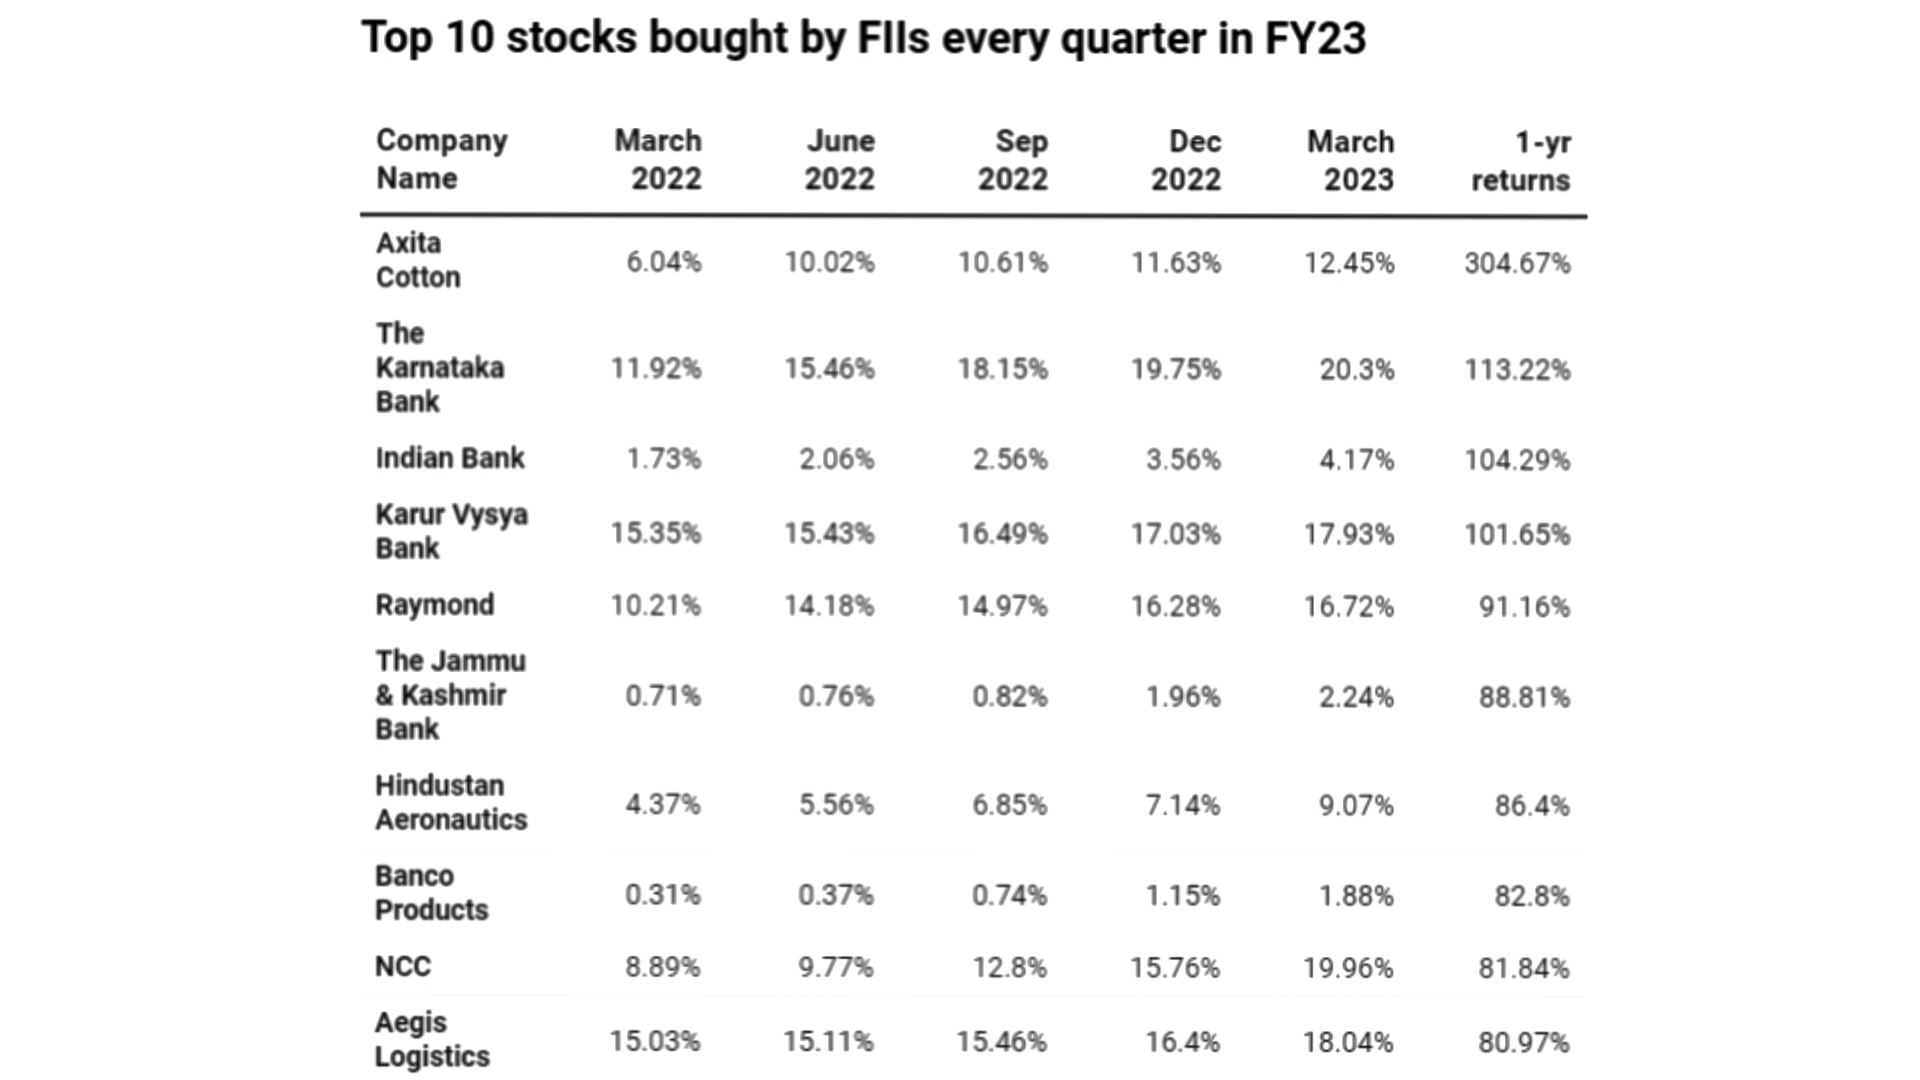 Top 10 stocks bought by FIIs every quarter in FY23
Company Name March 2022 June 2022 Sep 2022 Dec 2022 March 2023 1-yr returns
Axita Cotton 6.04% 10.02% 10.61% 11.63% 12.45% 304.67%
The Karnataka Bank 11.92% 15.46% 18.15% 19.75% 20.3% 113.22%
Indian Bank 1.73% 2.06% 2.56% 3.56% 4.17% 104.29%
Karur Vysya Bank 15.35% 15.43% 16.49% 17.03% 17.93% 101.65%
Raymond 10.21% 14.18% 14.97% 16.28% 16.72% 91.16%
The Jammu & Kashmir Bank 0.71% 0.76% 0.82% 1.96% 2.24% 88.81%
Hindustan Aeronautics 4.37% 5.56% 6.85% 7.14% 9.07% 86.4%
Banco Products 0.31% 0.37% 0.74% 1.15% 1.88% 82.8%
NCC 8.89% 9.77% 12.8% 15.76% 19.96% 81.84%
Aegis Logistics 15.03% 15.11% 15.46% 16.4% 18.04% 80.97%